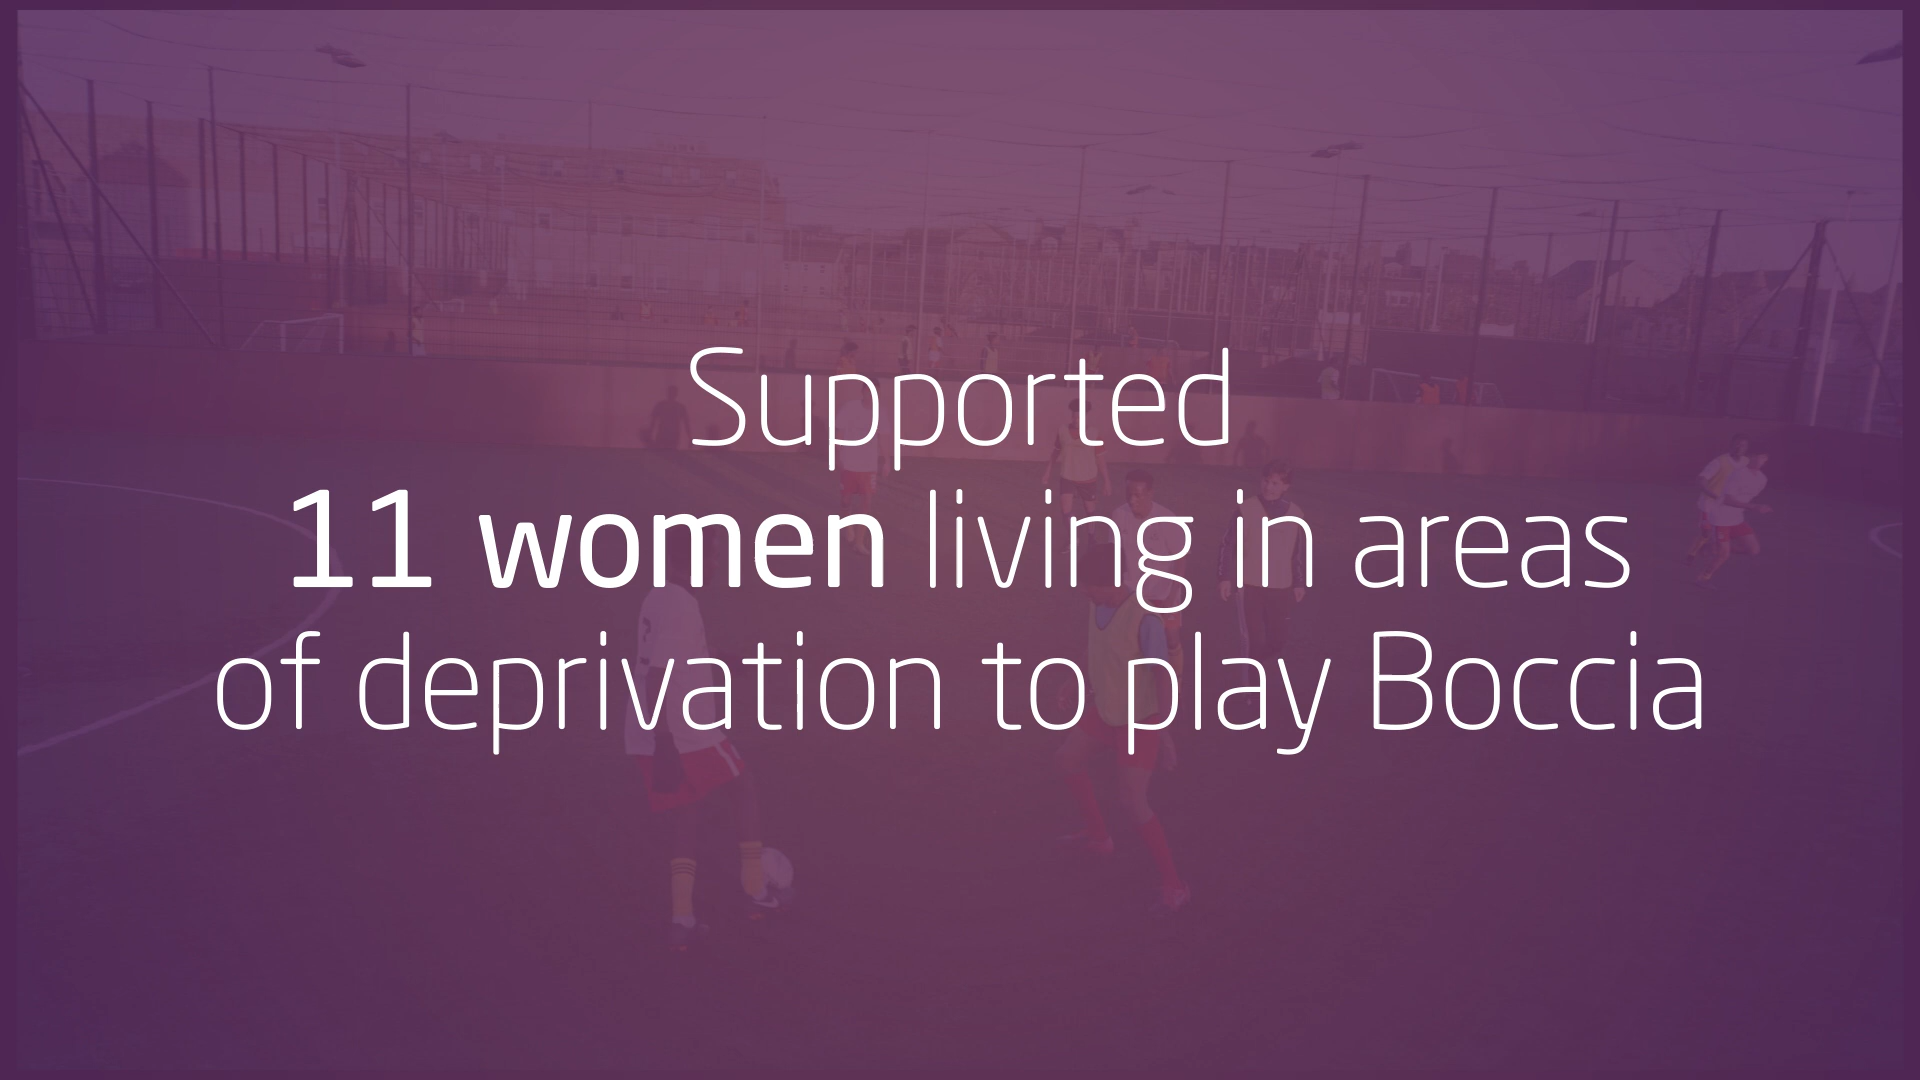 Supported
11 women living in areas
of deprivation to play Boccia